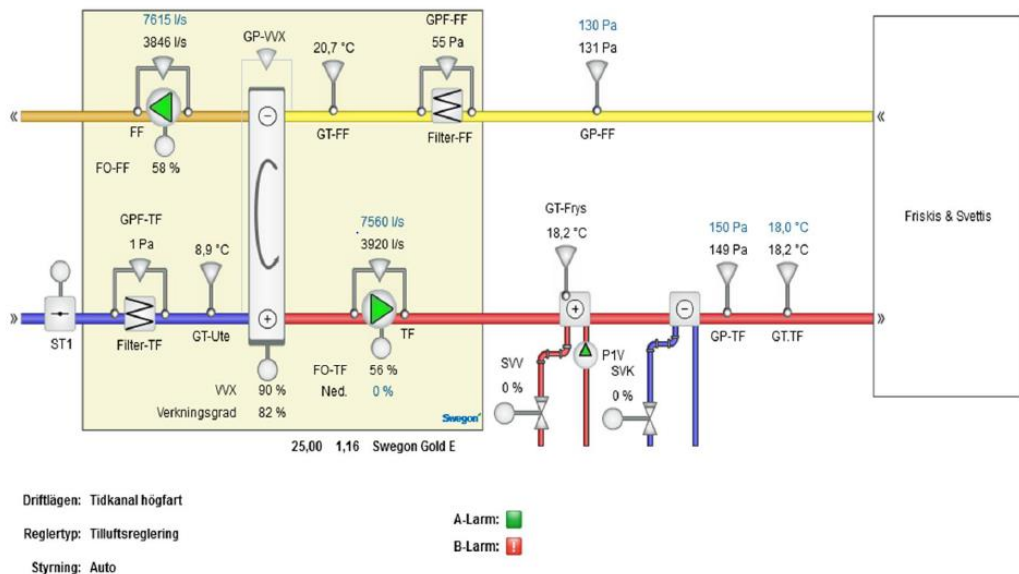 7615 l/s
3846 l/s
GP-VVX
20,7 °C
GPF-FF
55 Pa
130 Pa
131 Pa
FF
GT-FF
Filter-FF
GP-FF
FO-FF
58 %
Friskis & Svettis
GPF-TF
1 Pa
8,9 °C
7560 l/s
3920 l/s
GT-Frys
18,2 °C
150 Pa
149 Pa
18,0 °C
18,2 °C
ST1
Filter-TF
GT-Ute
TF
GP-TF
GT.TF
VVX
90 %
Verkningsgrad
82 %
FO-TF
56 %
Ned.
0 %
Swegon
SVV
0 %
P1V
SVK
0 %
25,00 1,16 Swegon Gold E
Driftlägen: Tidkanal högfart
Reglertyp: Tilluftsreglering
Styrning: Auto
A-Larm:
B-Larm: !